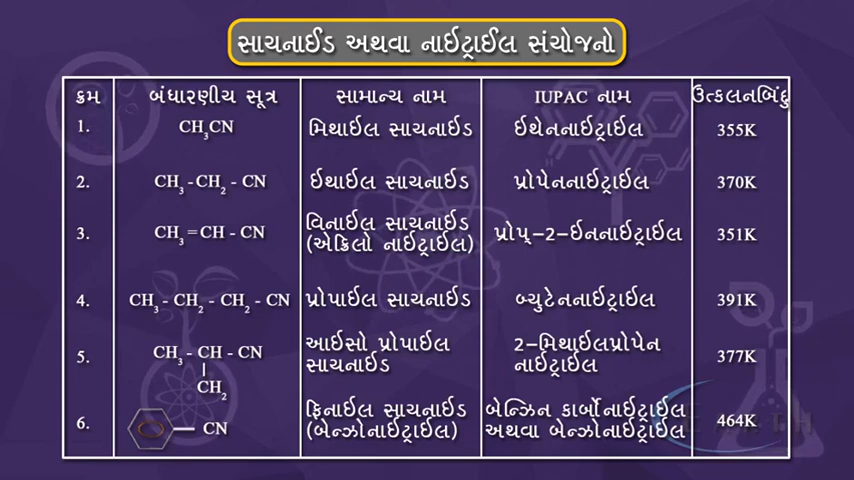 સાયનાઈડ અથવા નાઈટ્રાઈલ સંયોજનો
ક્રમ બંધારણીય સૂત્ર સામાન્ય નામ IUPAC નામ ઉત્કલનબિંદુ
1. CH₃CN મિથાઈલ સાયનાઈડ ઈથેનનાઈટ્રાઈલ 355K
2. CH₃ - CH₂ - CN ઈથાઈલ સાયનાઈડ પ્રોપેનનાઈટ્રાઈલ 370K
3. CH₃ = CH - CN વિનાઈલ સાયનાઈડ પ્રોપ્-2-ઈનનાઈટ્રાઈલ 351K
(એક્રિલો નાઈટ્રાઈલ)
4. CH₃ - CH₂ - CH₂ - CN પ્રોપાઈલ સાયનાઈડ બ્યુટેનનાઈટ્રાઈલ 391K
5. CH₃ - CH - CN આઈસો પ્રોપાઈલ 2-મિથાઈલપ્રોપેન 377K
સાયનાઈડ નાઈટ્રાઈલ
CH₂
6. CN ફિનાઈલ સાયનાઈડ બેન્ઝિન કાર્બોનાઈટ્રાઈલ 464K
(બેન્ઝોનાઈટ્રાઈલ) અથવા બેન્ઝોનાઈટ્રાઈલ